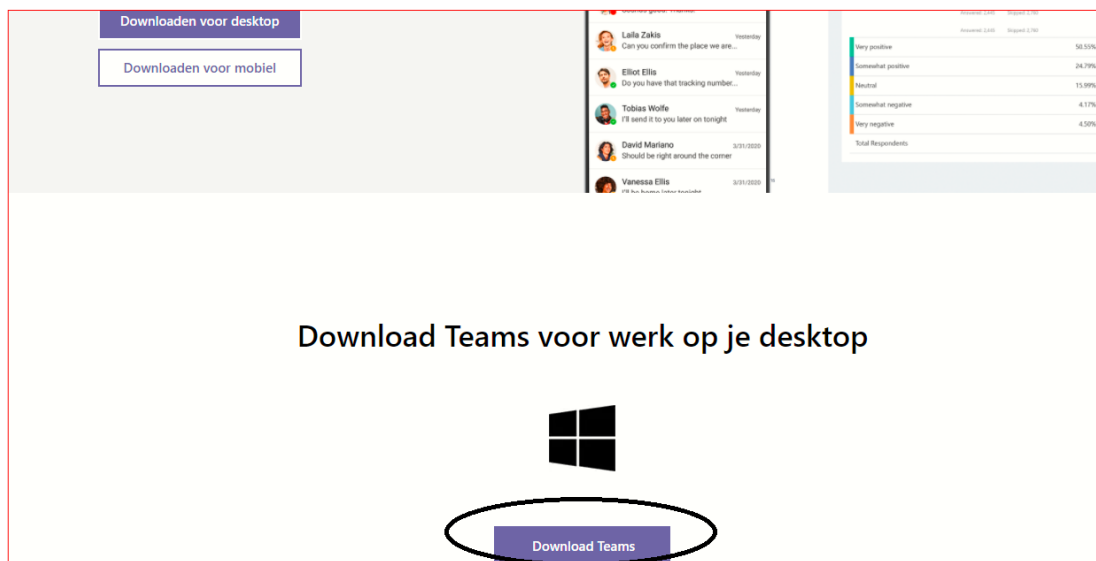 Downloaden voor desktop
Downloaden voor mobiel
Laila Zakis
Yesterday
Can you confirm the place we are...
Elliot Ellis
Yesterday
Do you have that tracking number...
Tobias Wolfe
Yesterday
I'll send it to you later on tonight
David Mariano
3/31/2020
Should be right around the corner
Vanessa Ellis
3/31/2020
Very positive 50.55%
Somewhat positive 24.79%
Neutral 15.99%
Somewhat negative 4.17%
Very negative 4.50%
Total Respondents
Download Teams voor werk op je desktop
Download Teams